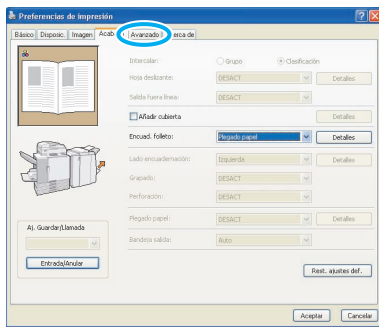 Preferencias de impresión
Básico Disposic. Imagen Acab Avanzado erca de
Intercalar: Grupo Clasificación
Hoja deslizante: DESACT Detalles
Salida fuera línea: DESACT
Añadir cubierta Detalles
Encuad. folleto: Plegado papel Detalles
Lado encuadernación: Izquierda Detalles
Grapado: DESACT
Perforación: DESACT
Plegado papel: DESACT Detalles
Bandeja salida: Auto
Aj. Guardar/Llamada
Entrada/Anular
Rest. ajustes def.
Aceptar Cancelar